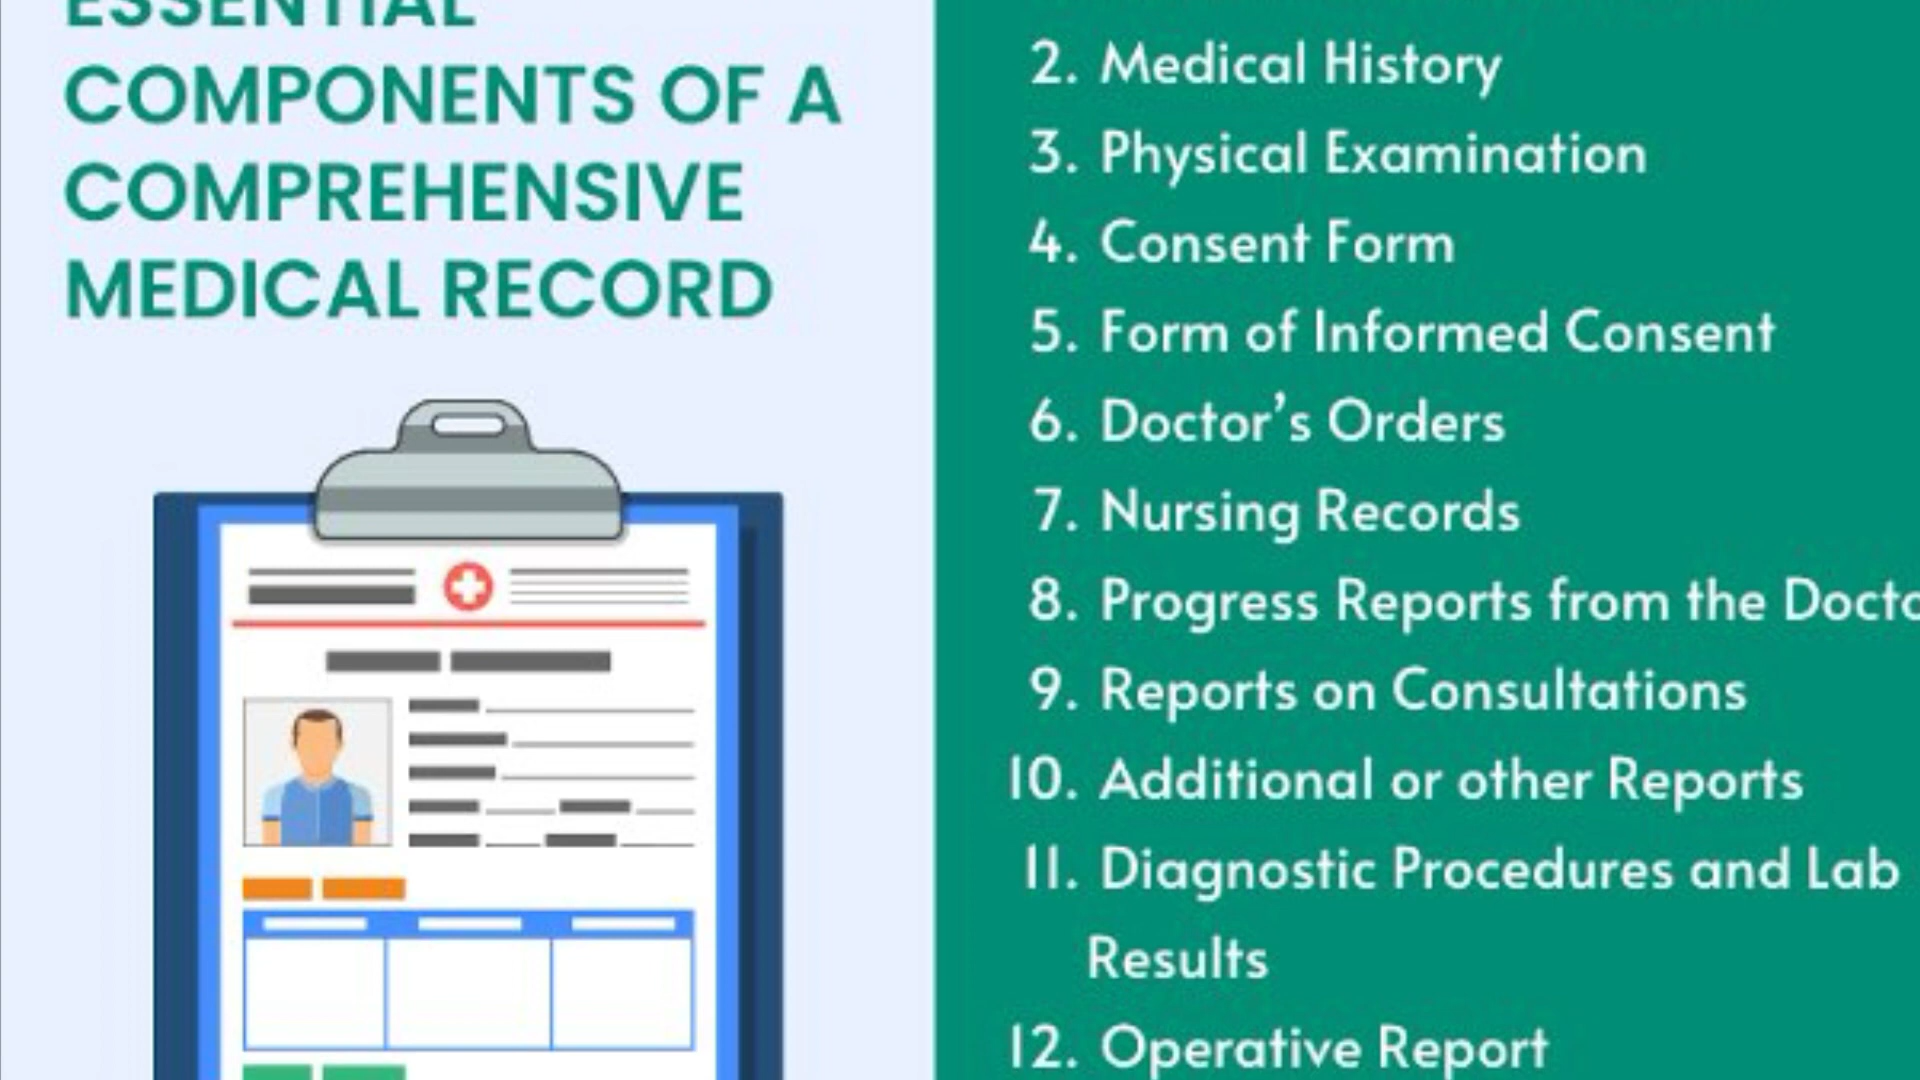 ESSENTIAL
COMPONENTS OF A
COMPREHENSIVE
MEDICAL RECORD
2. Medical History
3. Physical Examination
4. Consent Form
5. Form of Informed Consent
6. Doctor’s Orders
7. Nursing Records
8. Progress Reports from the
9. Reports on Consultations
10. Additional or other Reports
11. Diagnostic Procedures and Lab
Results
12. Operative Report